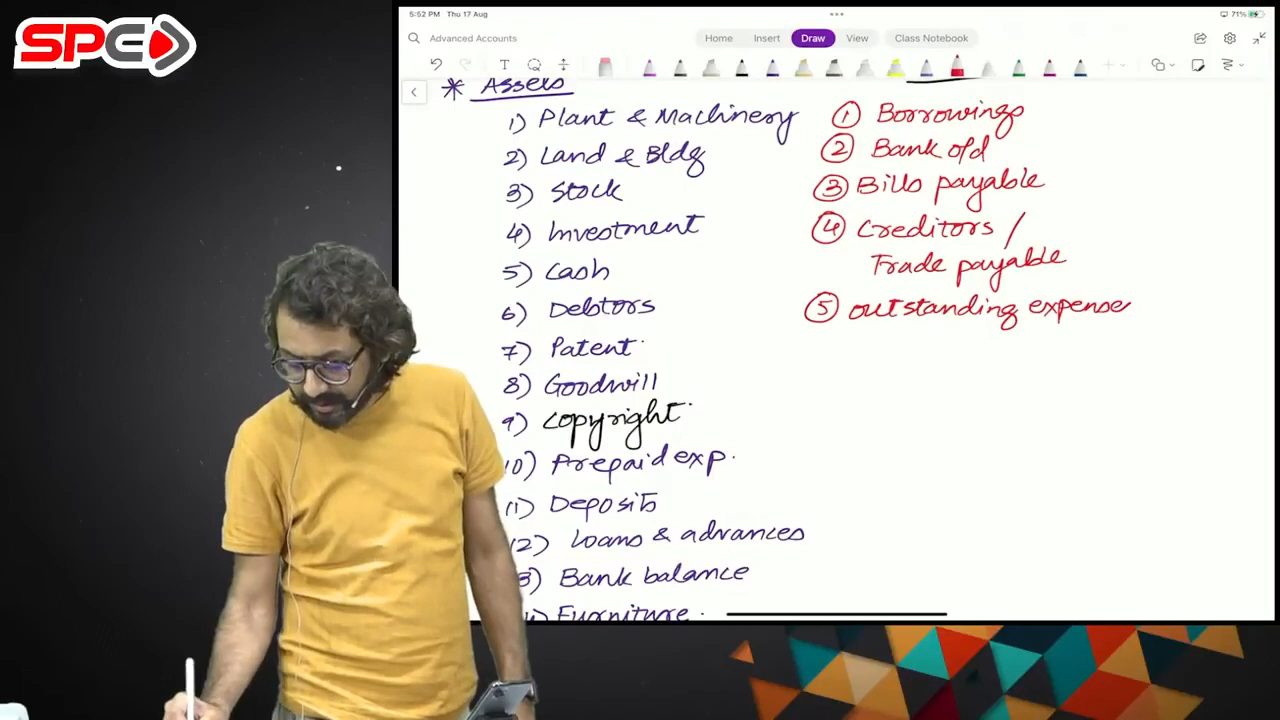 SPE
5:52 PM Thu 17 Aug
71%
Advanced Accounts
Home Insert Draw View Class Notebook
* Assets
1) Plant & Machinery
2) Land & Bldg
3) Stock
4) Investment
5) Cash
6) Debtors
7) Patent
8) Goodwill
9) Copyright
10) Prepaid exp.
11) Deposits
12) Loans & advances
3) Bank balance
Furniture
1 Borrowings
2 Bank o/d
3 Bills payable
4 Creditors /
Trade payable
5 outstanding expense